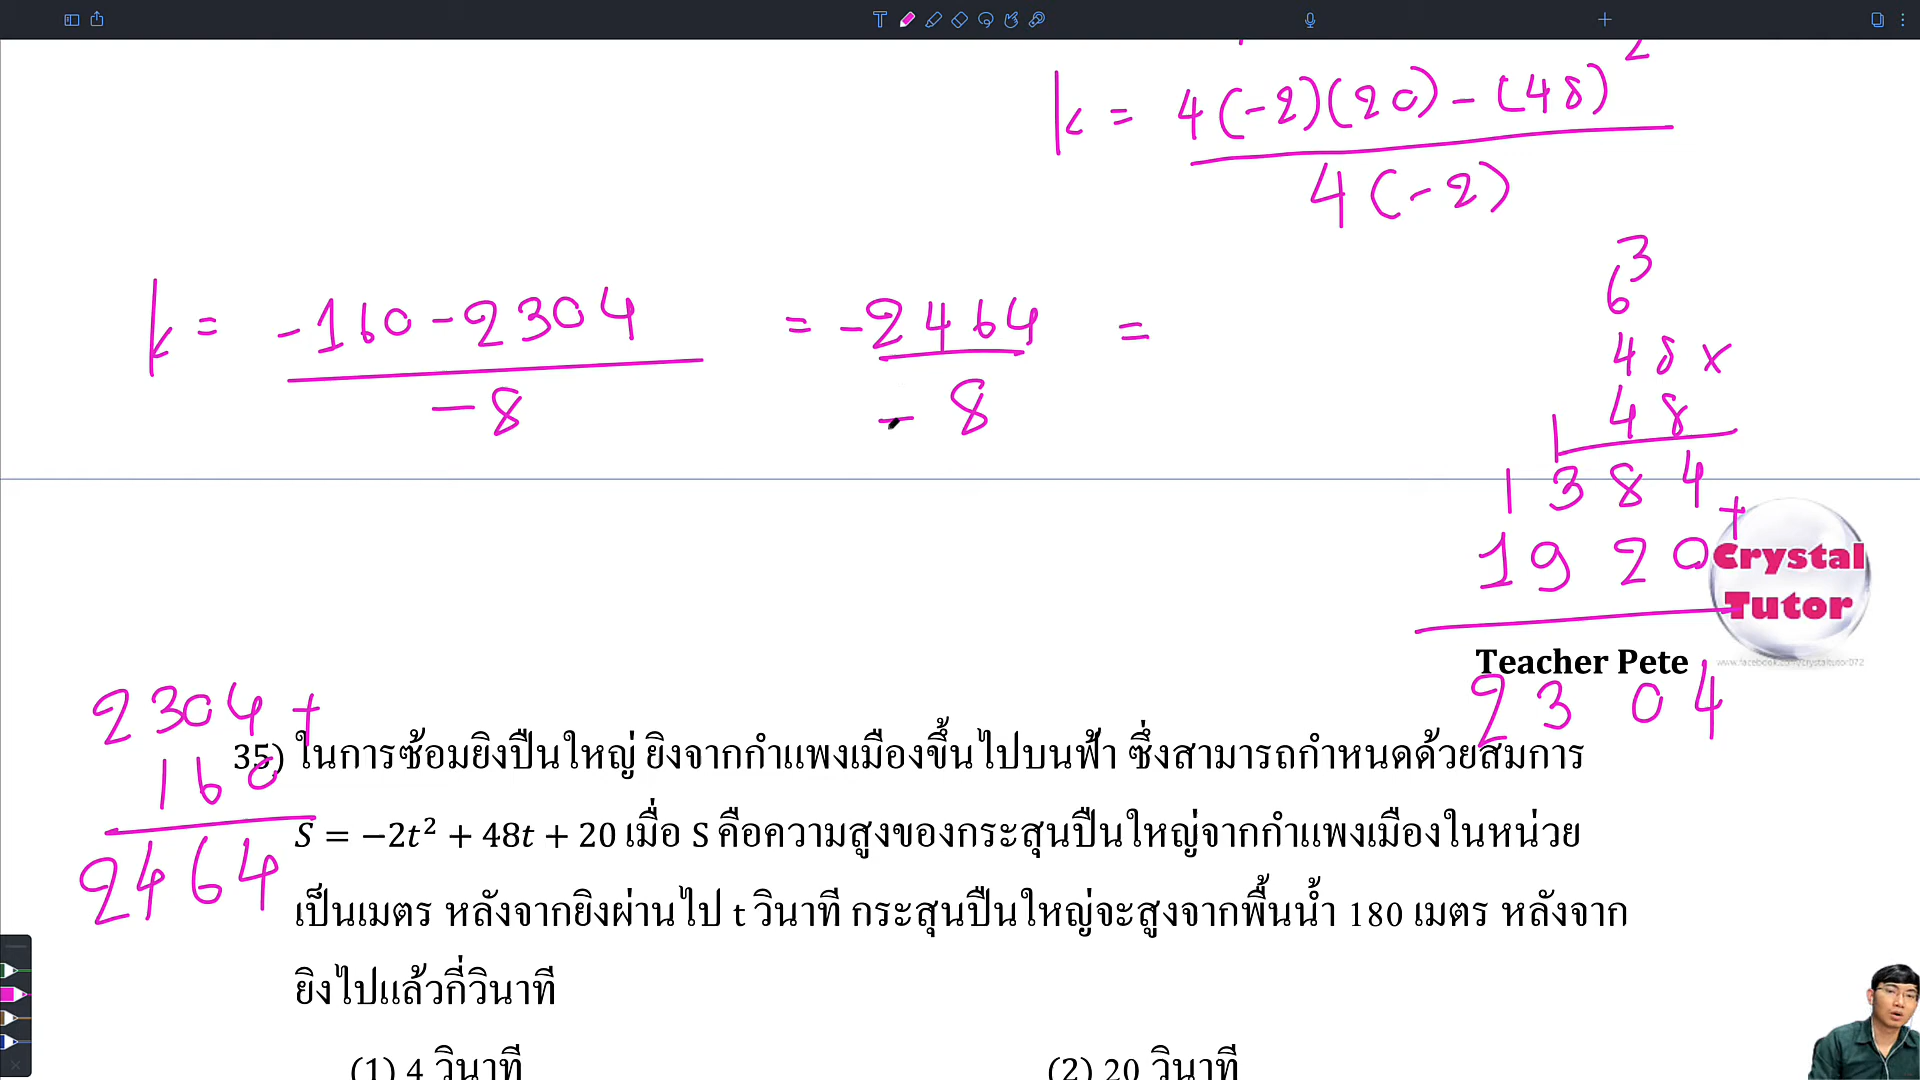 k = 4(-2)(20) - (48)²
4(-2)
k = -160 - 2304 = -2464 =
-8 - 8
3
6
48 x
48
1
1384 +
1920
2304
Crystal
Tutor
Teacher Pete
2304 +
160
2464
35) ในการซ้อมยิงปืนใหญ่ ยิงจากกำแพงเมืองขึ้นไปบนฟ้า ซึ่งสามารถกำหนดด้วยสมการ
S = −2t² + 48t + 20 เมื่อ S คือความสูงของกระสุนปืนใหญ่จากกำแพงเมืองในหน่วย
เป็นเมตร หลังจากยิงผ่านไป t วินาที กระสุนปืนใหญ่จะสูงจากพื้นน้ำ 180 เมตร หลังจาก
ยิงไปแล้วกี่วินาที
(1) 4 วินาที (2) 20 วินาที